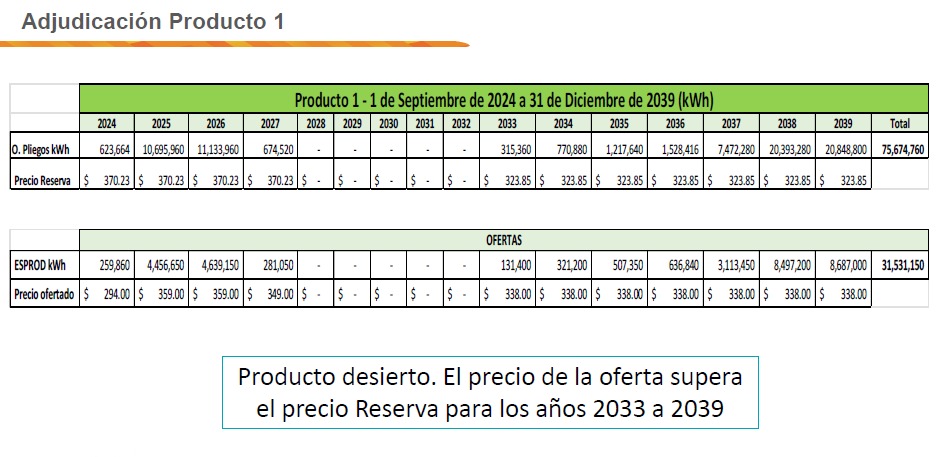 Adjudicación Producto 1
Producto 1 - 1 de Septiembre de 2024 a 31 de Diciembre de 2039 (kWh)
2024 2025 2026 2027 2028 2029 2030 2031 2032 2033 2034 2035 2036 2037 2038 2039 Total
O. Pliegos kWh 623,664 10,695,960 11,133,960 674,520 - - - - - 315,360 770,880 1,217,640 1,528,416 7,472,280 20,393,280 20,848,800 75,674,760
Precio Reserva $ 370.23 $ 370.23 $ 370.23 $ 370.23 $ - $ - $ - $ - $ - $ 323.85 $ 323.85 $ 323.85 $ 323.85 $ 323.85 $ 323.85 $ 323.85
OFERTAS
ESPROD kWh 259,860 4,456,650 4,639,150 281,050 - - - - - 131,400 321,200 507,350 636,840 3,113,450 8,497,200 8,687,000 31,531,150
Precio ofertado $ 294.00 $ 359.00 $ 359.00 $ 349.00 $ - $ - $ - $ - $ - $ 338.00 $ 338.00 $ 338.00 $ 338.00 $ 338.00 $ 338.00 $ 338.00
Producto desierto. El precio de la oferta supera
el precio Reserva para los años 2033 a 2039